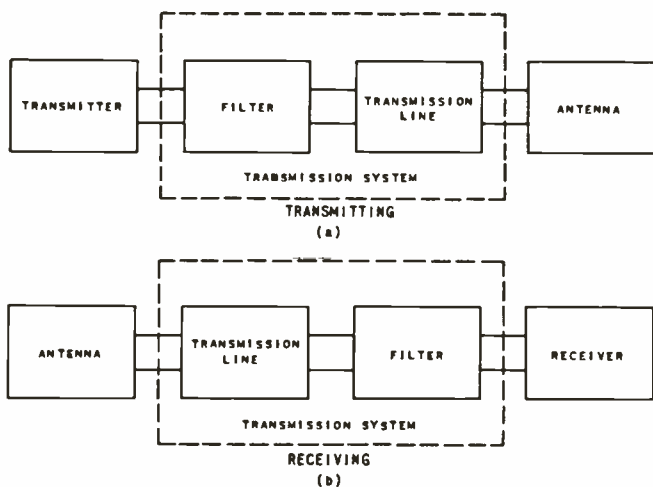 TRANSMITTER
FILTER
TRANSMISSION
LINE
ANTENNA
TRANSMISSION SYSTEM
TRANSMITTING
(a)
ANTENNA
TRANSMISSION
LINE
FILTER
RECEIVER
TRANSMISSION SYSTEM
RECEIVING
(b)